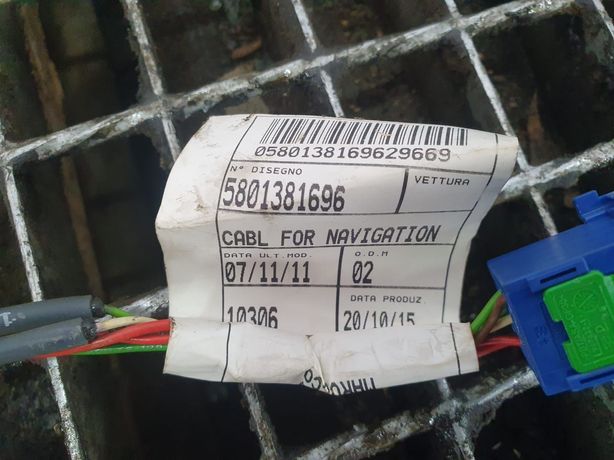 0580138169629669
N° DISEGNO
VETTURA
5801381696
CABL FOR NAVIGATION
DATA ULT.MOD.
O.D.M
07/11/11
02
DATA PRODUZ.
10306
20/10/15